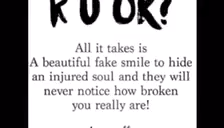 R U OK?
All it takes is
A beautiful fake smile to hide
an injured soul and they will
never notice how broken
you really are!